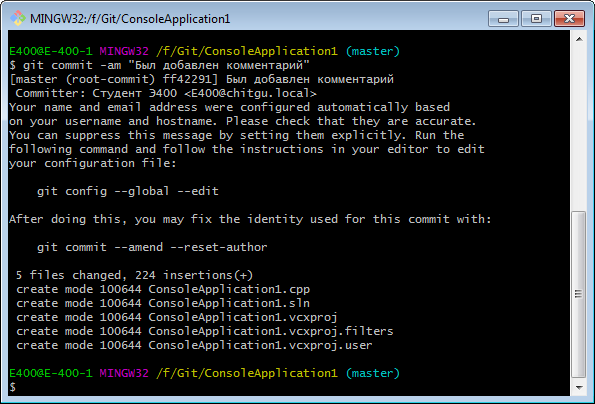 MINGW32:/f/Git/ConsoleApplication1
E400@E-400-1 MINGW32 /f/Git/ConsoleApplication1 (master)
$ git commit -am "Был добавлен комментарий"
[master (root-commit) ff42291] Был добавлен комментарий
 Committer: Студент Э400 <E400@chitgu.local>
Your name and email address were configured automatically based
on your username and hostname. Please check that they are accurate.
You can suppress this message by setting them explicitly. Run the
following command and follow the instructions in your editor to edit
your configuration file:
    git config --global --edit
After doing this, you may fix the identity used for this commit with:
    git commit --amend --reset-author
 5 files changed, 224 insertions(+)
 create mode 100644 ConsoleApplication1.cpp
 create mode 100644 ConsoleApplication1.sln
 create mode 100644 ConsoleApplication1.vcxproj
 create mode 100644 ConsoleApplication1.vcxproj.filters
 create mode 100644 ConsoleApplication1.vcxproj.user
E400@E-400-1 MINGW32 /f/Git/ConsoleApplication1 (master)
$